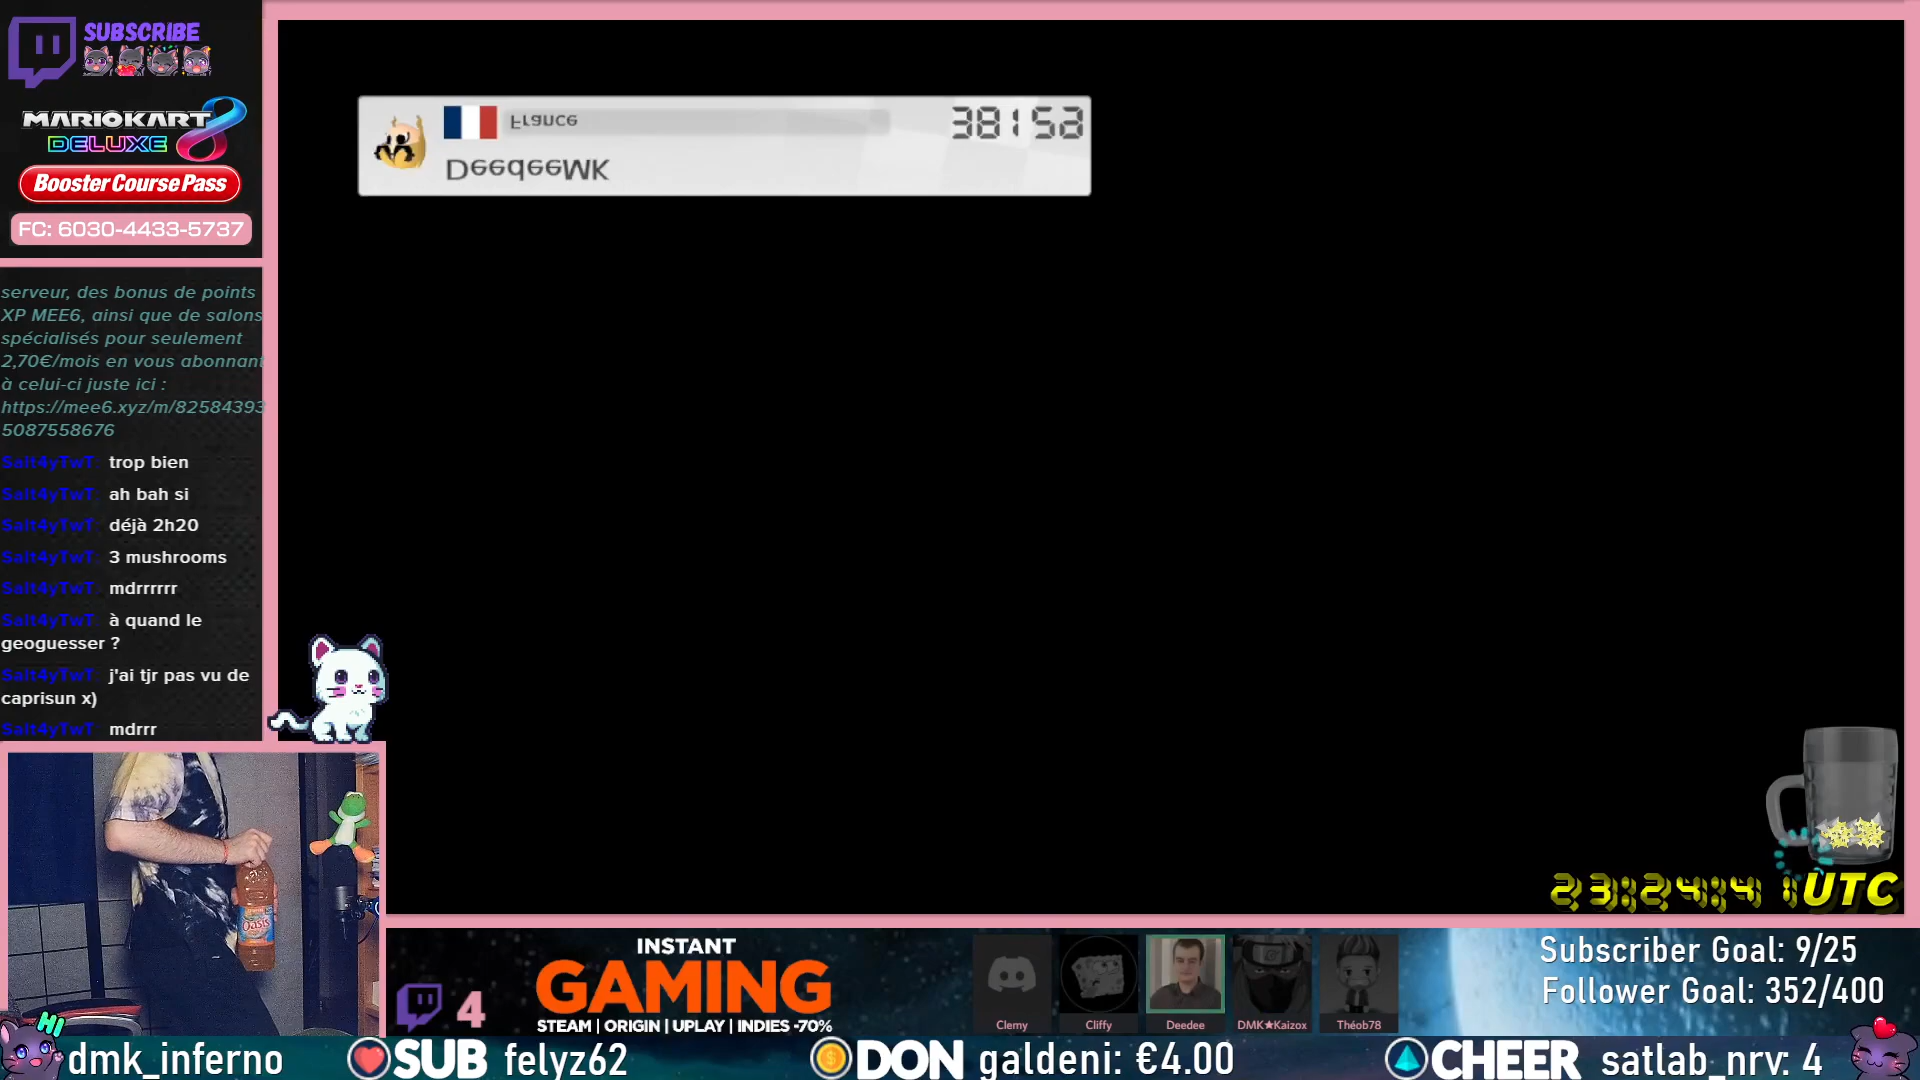 SUBSCRIBE
MARIOKART 8
DELUXE
Booster Course Pass
FC: 6030-4433-5737
serveur, des bonus de points
XP MEE6, ainsi que de salons
spécialisés pour seulement
2,70€/mois en vous abonnant
à celui-ci juste ici :
https://mee6.xyz/m/82584393
5087558676
Salt4yTwT trop bien
Salt4yTwT ah bah si
Salt4yTwT déjà 2h20
Salt4yTwT 3 mushrooms
Salt4yTwT mdrrrrrr
Salt4yTwT à quand le
geoguesser ?
Salt4yTwT j'ai tjr pas vu de
caprisun x)
Salt4yTwT mdrrr
France
DeedeeWK
Oasis
23:24:41 UTC
4
INSTANT
GAMING
STEAM | ORIGIN | UPLAY | INDIES -70%
Clemy
Cliffy
Deedee
DMK★Kaizox
Théob78
Subscriber Goal: 9/25
Follower Goal: 352/400
HI
dmk_inferno
SUB felyz62
DON galdeni: €4.00
CHEER satlab_nrv: 4